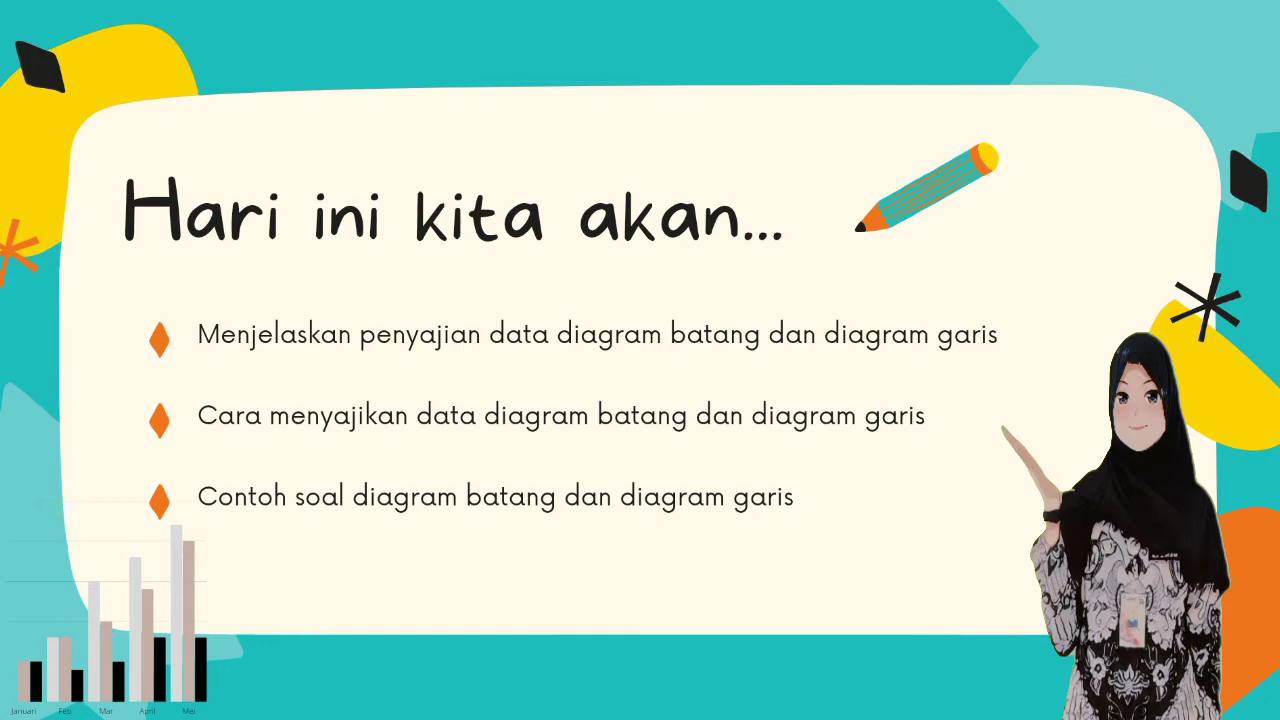 Hari ini kita akan...
Menjelaskan penyajian data diagram batang dan diagram garis
Cara menyajikan data diagram batang dan diagram garis
Contoh soal diagram batang dan diagram garis
Januari Feb Mar April Mei